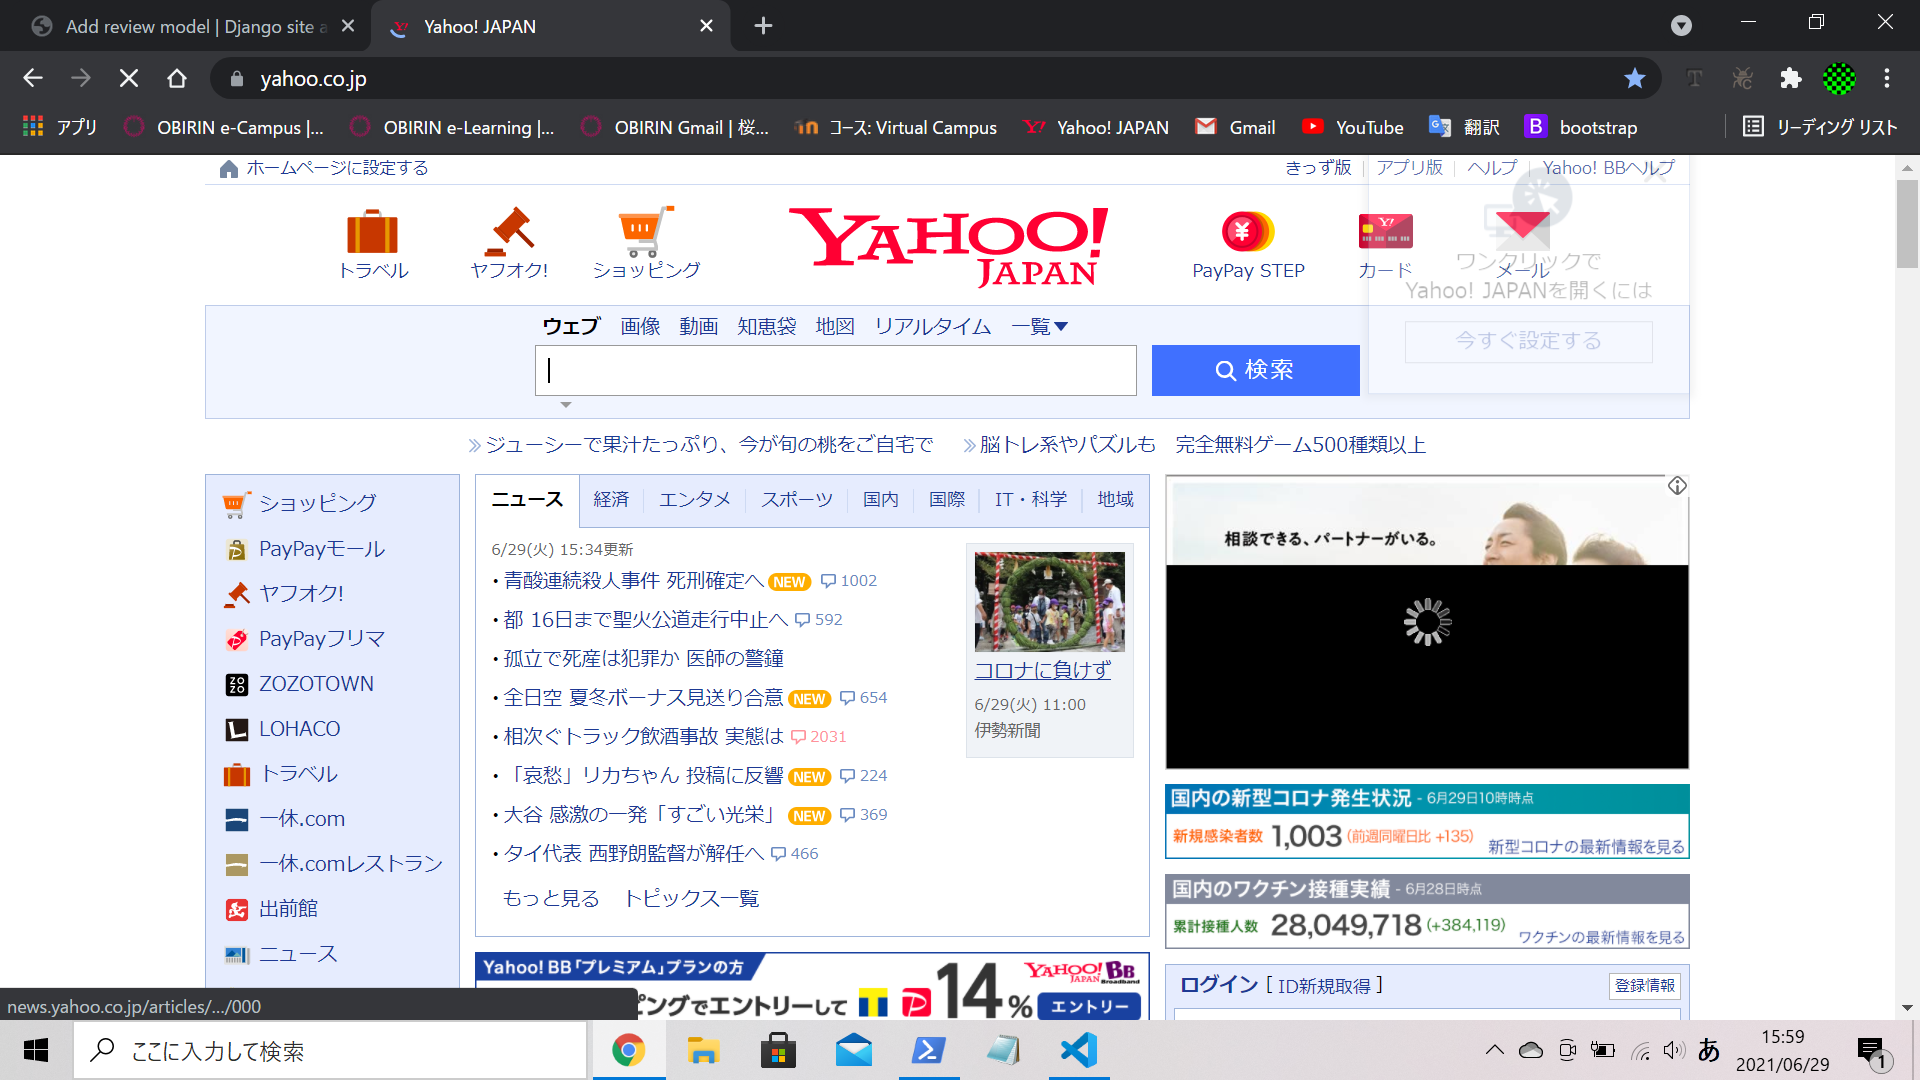 Add review model | Django site a
Yahoo! JAPAN
yahoo.co.jp
アプリ
OBIRIN e-Campus |...
OBIRIN e-Learning |...
OBIRIN Gmail | 桜...
コース: Virtual Campus
Yahoo! JAPAN
Gmail
YouTube
翻訳
bootstrap
リーディング リスト
ホームページに設定する
きっず版
アプリ版
ヘルプ
Yahoo! BBヘルプ
トラベル
ヤフオク!
ショッピング
YAHOO!
JAPAN
PayPay STEP
カード
メール
ワンクリックで
Yahoo! JAPANを開くには
今すぐ設定する
ウェブ 画像 動画 知恵袋 地図 リアルタイム 一覧▼
検索
ジューシーで果汁たっぷり、今が旬の桃をご自宅で
脳トレ系やパズルも 完全無料ゲーム500種類以上
ショッピング
PayPayモール
ヤフオク!
PayPayフリマ
ZOZOTOWN
LOHACO
トラベル
一休.com
一休.comレストラン
出前館
ニュース
ニュース 経済 エンタメ スポーツ 国内 国際 IT・科学 地域
6/29(火) 15:34更新
・青酸連続殺人事件 死刑確定へ NEW 1002
・都 16日まで聖火公道走行中止へ 592
・孤立で死産は犯罪か 医師の警鐘
・全日空 夏冬ボーナス見送り合意 NEW 654
・相次ぐトラック飲酒事故 実態は 2031
・「哀愁」リカちゃん 投稿に反響 NEW 224
・大谷 感激の一発「すごい光栄」 NEW 369
・タイ代表 西野朗監督が解任へ 466
もっと見る トピックス一覧
コロナに負けず
6/29(火) 11:00
伊勢新聞
相談できる、パートナーがいる。
国内の新型コロナ発生状況 - 6月29日10時時点
新規感染者数 1,003 (前週同曜日比 +135) 新型コロナの最新情報を見る
国内のワクチン接種実績 - 6月28日時点
累計接種人数 28,049,718 (+384,119) ワクチンの最新情報を見る
Yahoo! BB「プレミアム」プランの方
ピングでエントリーして T P 14%
YAHOO! BB
JAPAN Broadband
エントリー
ログイン [ ID新規取得 ]
登録情報
news.yahoo.co.jp/articles/.../000
ここに入力して検索
あ
15:59
2021/06/29
1